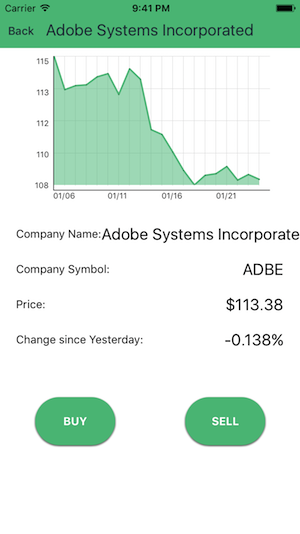 Carrier 9:41 PM
Back Adobe Systems Incorporated
115
113
112
110
108
01/06 01/11 01/16 01/21
Company Name:Adobe Systems Incorporate
Company Symbol: ADBE
Price: $113.38
Change since Yesterday: -0.138%
BUY SELL